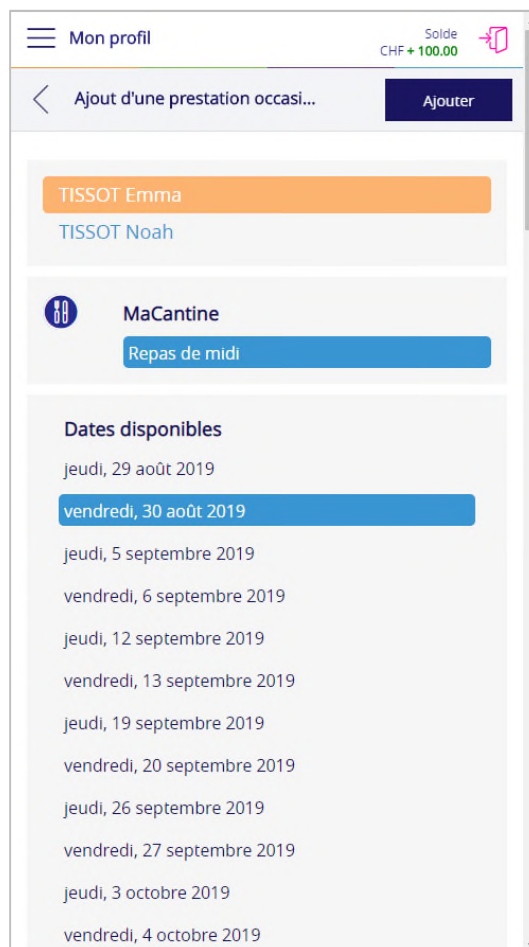 Mon profil
Solde
CHF + 100.00
Ajout d'une prestation occasi...
Ajouter
TISSOT Emma
TISSOT Noah
MaCantine
Repas de midi
Dates disponibles
jeudi, 29 août 2019
vendredi, 30 août 2019
jeudi, 5 septembre 2019
vendredi, 6 septembre 2019
jeudi, 12 septembre 2019
vendredi, 13 septembre 2019
jeudi, 19 septembre 2019
vendredi, 20 septembre 2019
jeudi, 26 septembre 2019
vendredi, 27 septembre 2019
jeudi, 3 octobre 2019
vendredi, 4 octobre 2019